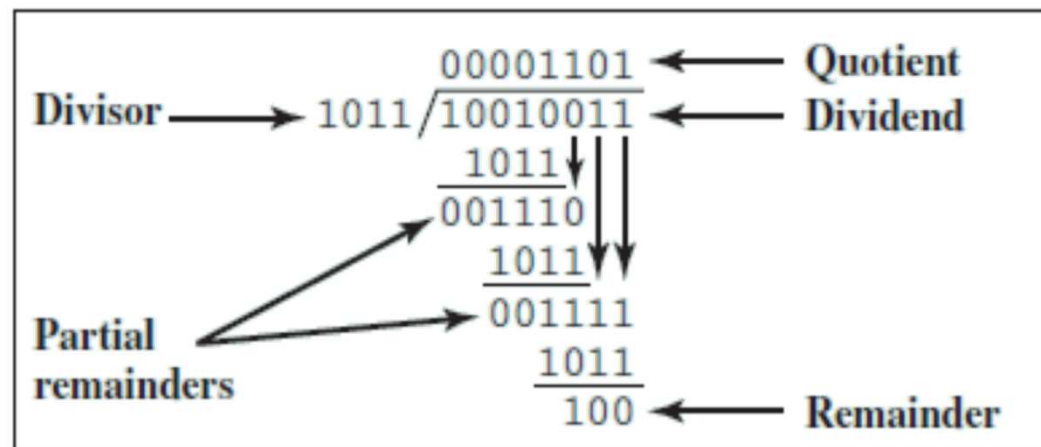 00001101 Quotient
Divisor 1011 10010011 Dividend
1011
001110
1011
001111
Partial
remainders
1011
100 Remainder